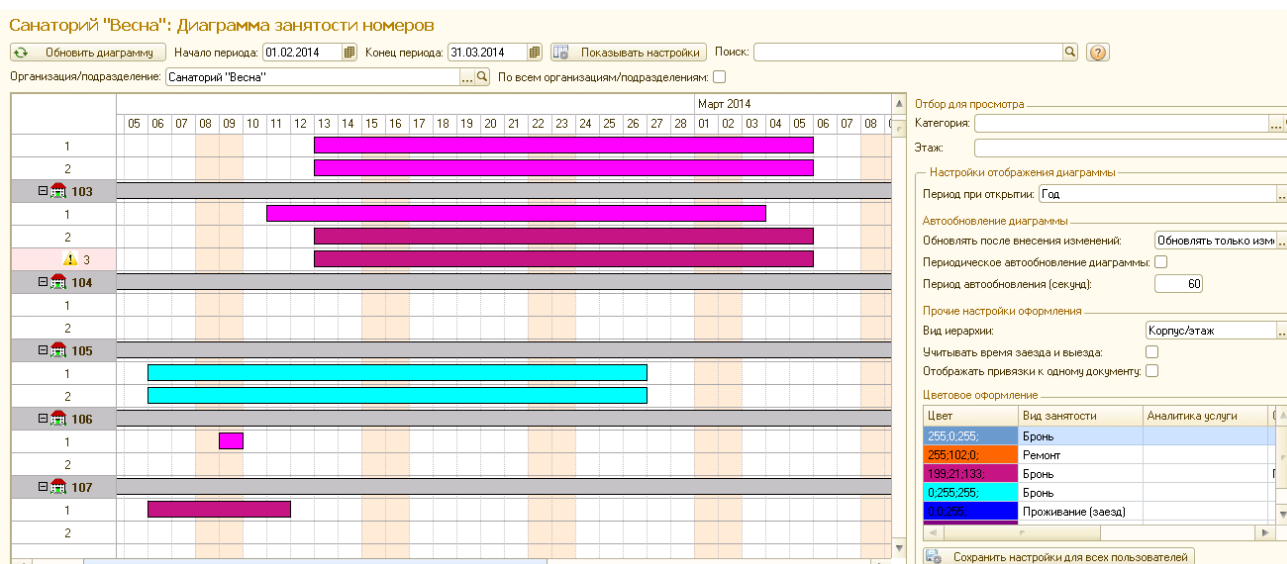 Санаторий "Весна": Диаграмма занятости номеров
Обновить диаграмму Начало периода: 01.02.2014 Конец периода: 31.03.2014 Показывать настройки Поиск:
Организация/подразделение: Санаторий "Весна" ... По всем организациям/подразделениям:
Март 2014
05 06 07 08 09 10 11 12 13 14 15 16 17 18 19 20 21 22 23 24 25 26 27 28 01 02 03 04 05 06 07 08
1
2
103
1
2
3
104
1
2
105
1
2
106
1
2
107
1
2
Отбор для просмотра
Категория: ...
Этаж:
Настройки отображения диаграммы
Период при открытии: Год ...
Автообновление диаграммы
Обновлять после внесения изменений: Обновлять только изме ...
Периодическое автообновление диаграммы:
Период автообновления (секунд): 60
Прочие настройки оформления
Вид иерархии: Корпус/этаж ...
Учитывать время заезда и выезда:
Отображать привязки к одному документу:
Цветовое оформление
Цвет Вид занятости Аналитика услуги
255;0;255; Бронь
255;102;0; Ремонт
199;21;133; Бронь
0;255;255; Бронь
0;0;255; Проживание (заезд)
Сохранить настройки для всех пользователей